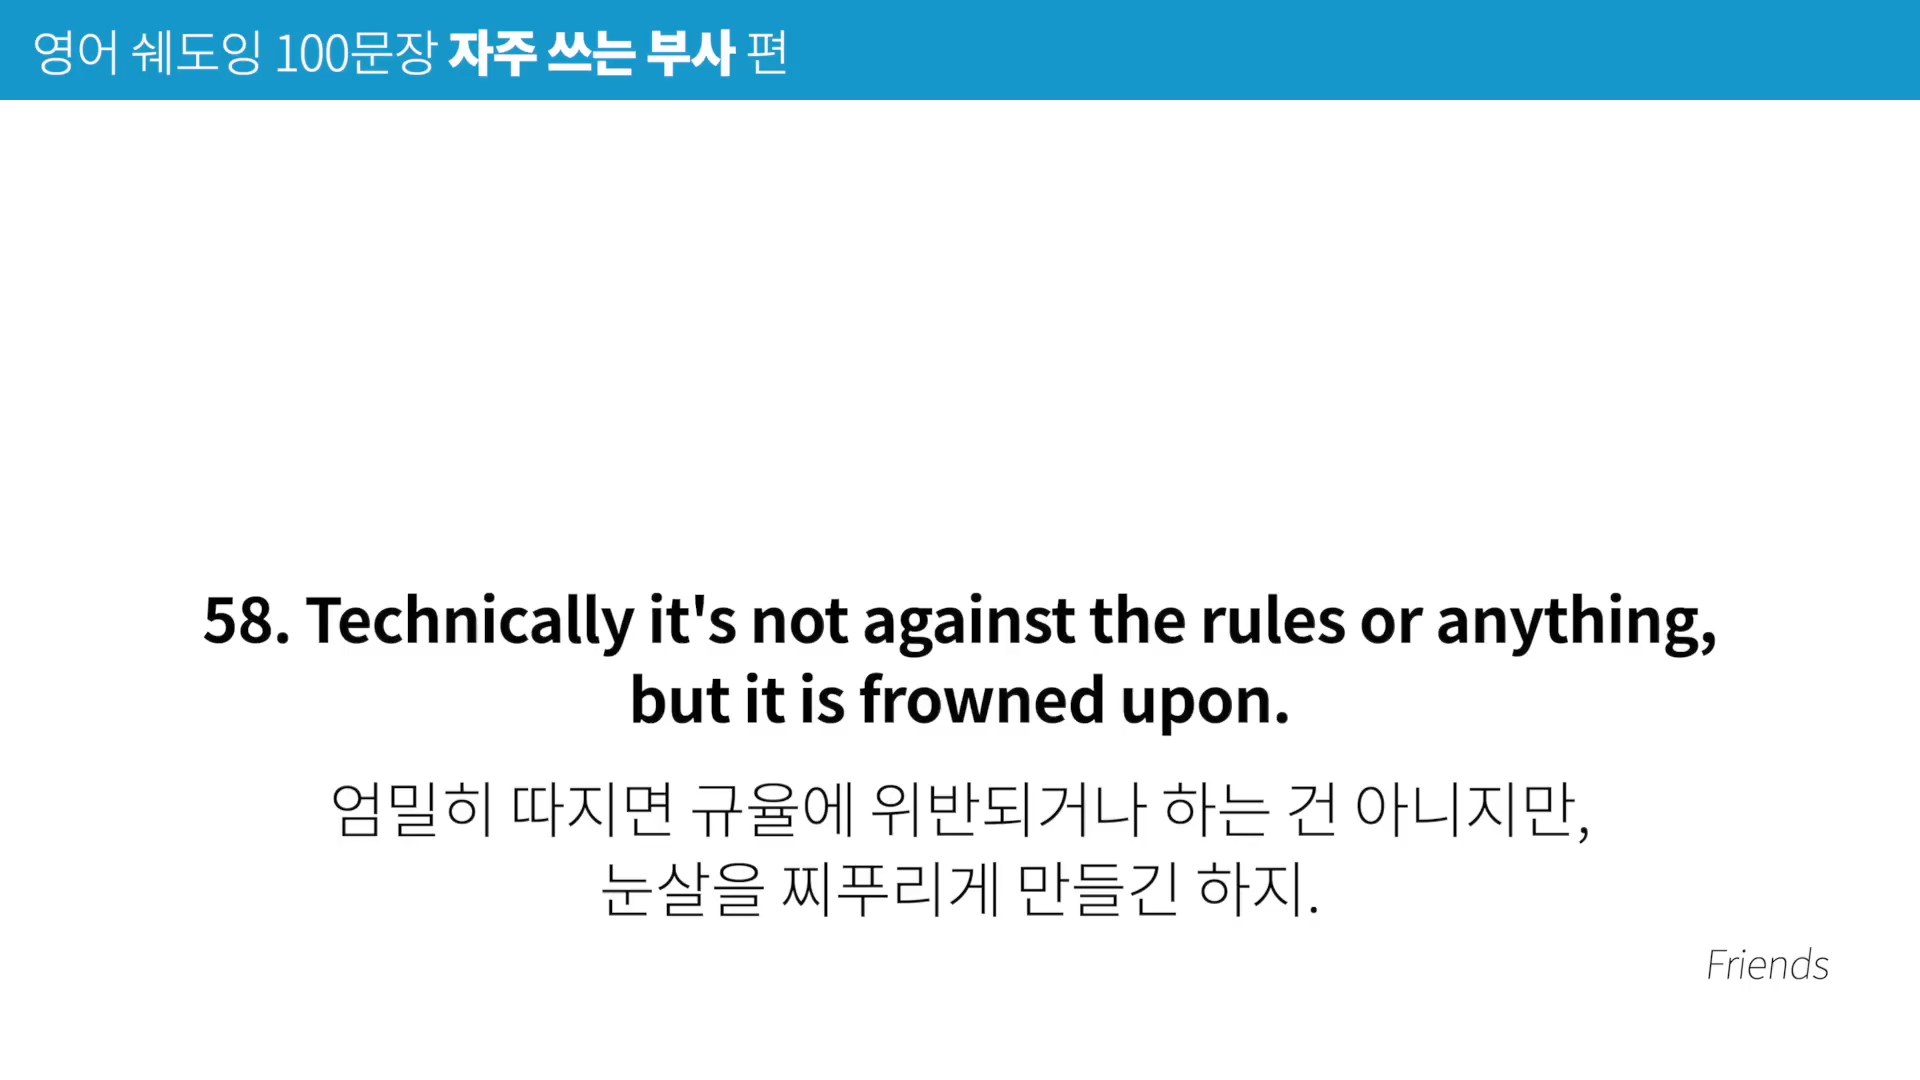 영어 쉐도잉 100문장 자주 쓰는 부사 편
58. Technically it's not against the rules or anything,
but it is frowned upon.
엄밀히 따지면 규율에 위반되거나 하는 건 아니지만,
눈살을 찌푸리게 만들긴 하지.
Friends